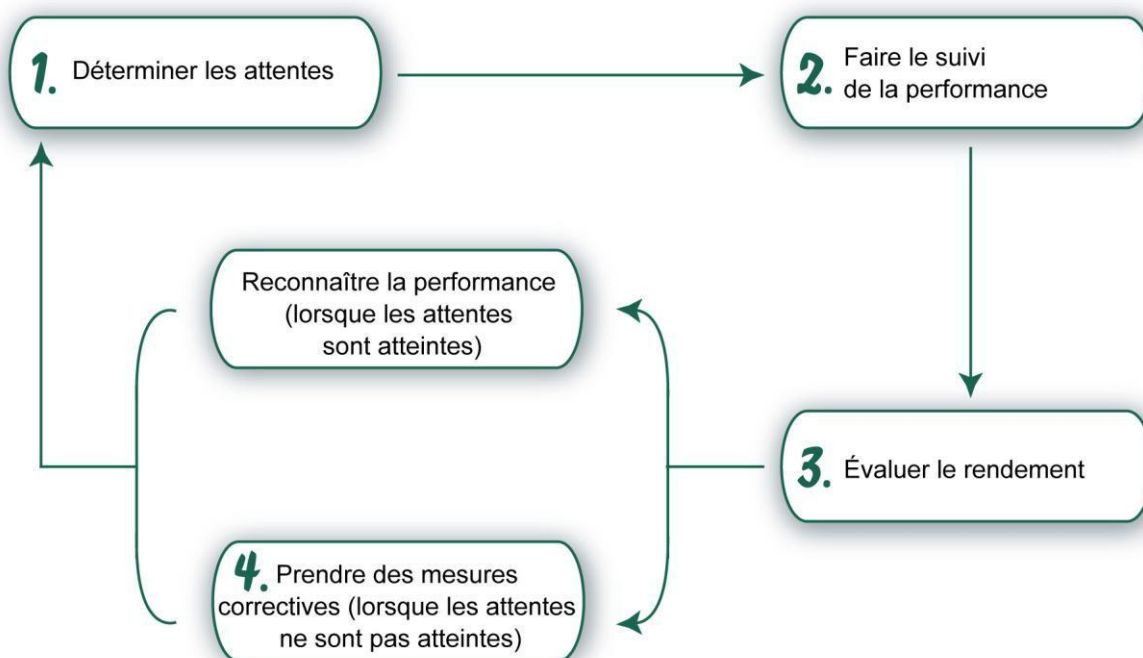 1. Déterminer les attentes
2. Faire le suivi
de la performance
Reconnaître la performance
(lorsque les attentes
sont atteintes)
3. Évaluer le rendement
4. Prendre des mesures
correctives (lorsque les attentes
ne sont pas atteintes)